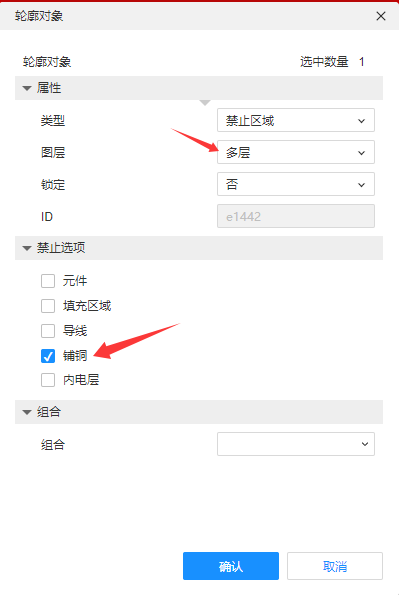 轮廓对象
轮廓对象 选中数量 1
属性
类型 禁止区域
图层 多层
锁定 否
ID e1442
禁止选项
元件
填充区域
导线
铺铜
内电层
组合
组合
确认 取消